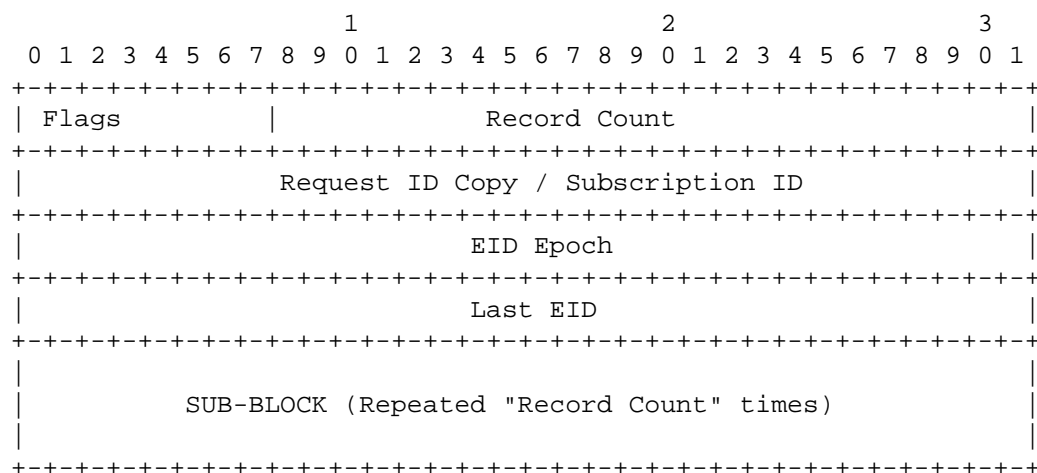 1 2 3
0 1 2 3 4 5 6 7 8 9 0 1 2 3 4 5 6 7 8 9 0 1 2 3 4 5 6 7 8 9 0 1
+-+-+-+-+-+-+-+-+-+-+-+-+-+-+-+-+-+-+-+-+-+-+-+-+-+-+-+-+-+-+-+-+
| Flags | Record Count |
+-+-+-+-+-+-+-+-+-+-+-+-+-+-+-+-+-+-+-+-+-+-+-+-+-+-+-+-+-+-+-+-+
| Request ID Copy / Subscription ID |
+-+-+-+-+-+-+-+-+-+-+-+-+-+-+-+-+-+-+-+-+-+-+-+-+-+-+-+-+-+-+-+-+
| EID Epoch |
+-+-+-+-+-+-+-+-+-+-+-+-+-+-+-+-+-+-+-+-+-+-+-+-+-+-+-+-+-+-+-+-+
| Last EID |
+-+-+-+-+-+-+-+-+-+-+-+-+-+-+-+-+-+-+-+-+-+-+-+-+-+-+-+-+-+-+-+-+
| |
| SUB-BLOCK (Repeated "Record Count" times) |
| |
+-+-+-+-+-+-+-+-+-+-+-+-+-+-+-+-+-+-+-+-+-+-+-+-+-+-+-+-+-+-+-+-+